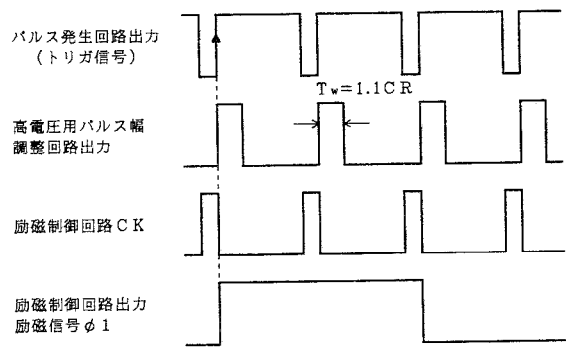 パルス発生回路出力
(トリガ信号)
Tw=1.1CR
高電圧用パルス幅
調整回路出力
励磁制御回路CK
励磁制御回路出力
励磁信号φ1